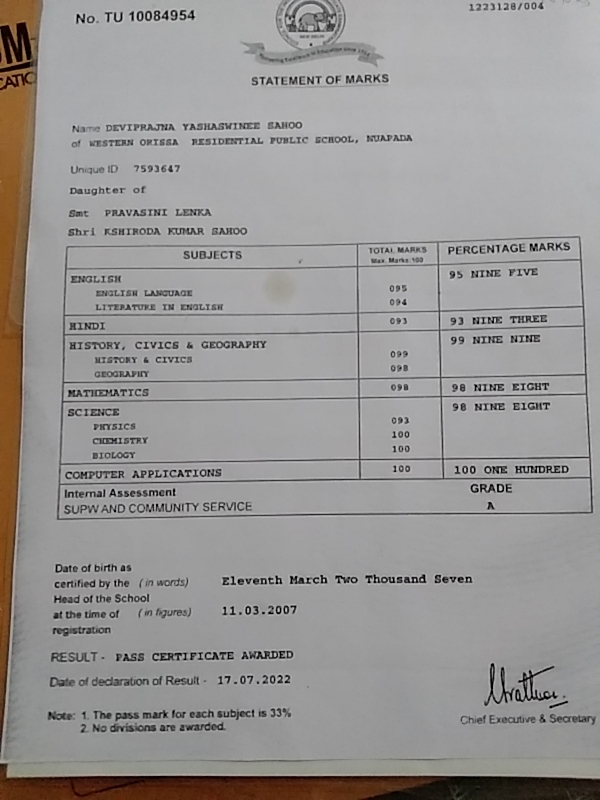 No. TU 10084954
1223128/004
UM
CATIO
NEW DELHI
STATEMENT OF MARKS
Name DEVIPRAJNA YASHASWINEE SAHOO
of WESTERN ORISSA RESIDENTIAL PUBLIC SCHOOL, NUAPADA
Unique ID 7593647
Daughter of
Smt PRAVASINI LENKA
Shri KSHIRODA KUMAR SAHOO
SUBJECTS TOTAL MARKS Max. Marks:100 PERCENTAGE MARKS
ENGLISH 95 NINE FIVE
ENGLISH LANGUAGE 095
LITERATURE IN ENGLISH 094
HINDI 093 93 NINE THREE
HISTORY, CIVICS & GEOGRAPHY 99 NINE NINE
HISTORY & CIVICS 099
GEOGRAPHY 098
MATHEMATICS 098 98 NINE EIGHT
SCIENCE 98 NINE EIGHT
PHYSICS 093
CHEMISTRY 100
BIOLOGY 100
COMPUTER APPLICATIONS 100 100 ONE HUNDRED
Internal Assessment GRADE
SUPW AND COMMUNITY SERVICE A
Date of birth as
certified by the (in words) Eleventh March Two Thousand Seven
Head of the School
at the time of (in figures) 11.03.2007
registration
RESULT - PASS CERTIFICATE AWARDED
Date of declaration of Result - 17.07.2022
Note: 1. The pass mark for each subject is 33%
2. No divisions are awarded.
Chief Executive & Secretary